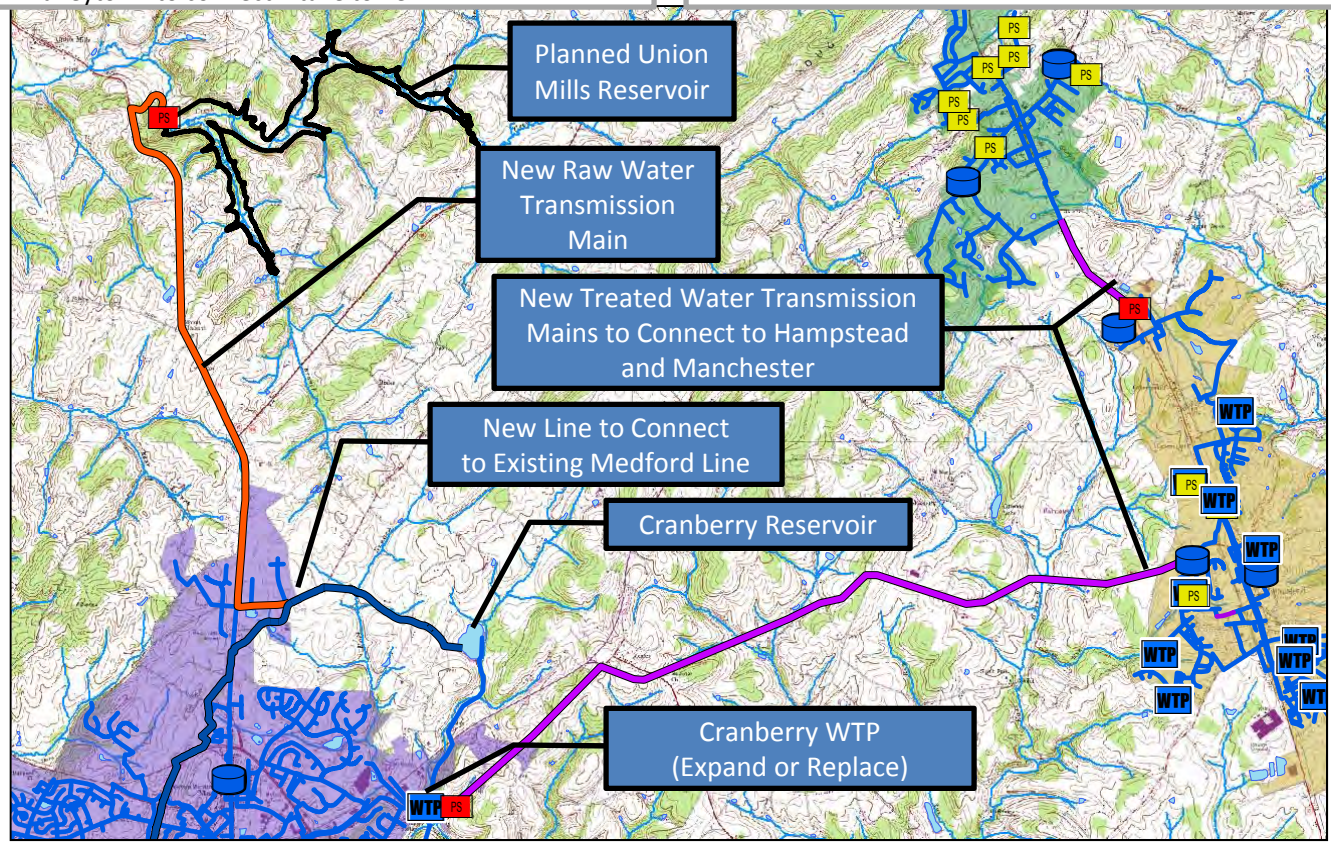 Planned Union
Mills Reservoir
New Raw Water
Transmission
Main
New Treated Water Transmission
Mains to Connect to Hampstead
and Manchester
New Line to Connect
to Existing Medford Line
Cranberry Reservoir
Cranberry WTP
(Expand or Replace)
PS
PS
PS
PS
PS
PS
PS
PS
PS
WTP
PS
WTP
WTP
PS
WTP
WTP
WTP
WTP
WT
WTP
PS